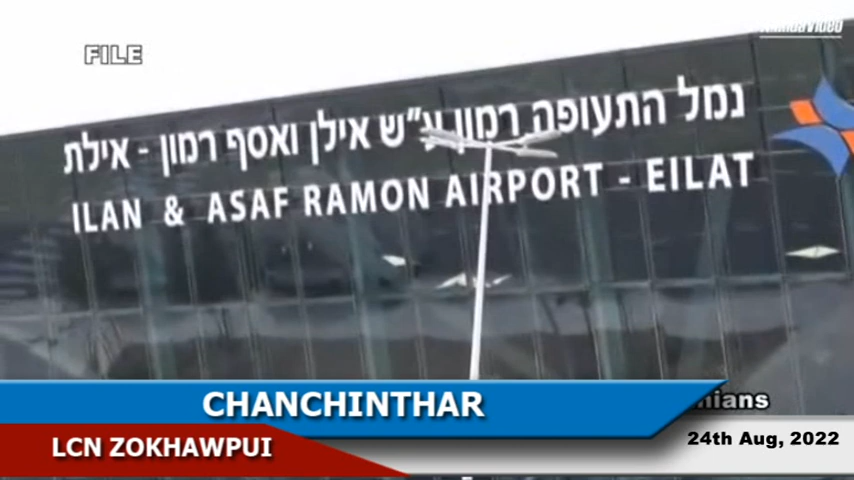 FILE
נמל התעופה רמון ע"ש אילן ואסף רמון - אילת
ILAN & ASAF RAMON AIRPORT - EILAT
CHANCHINTHAR
LCN ZOKHAWPUI
24th Aug, 2022